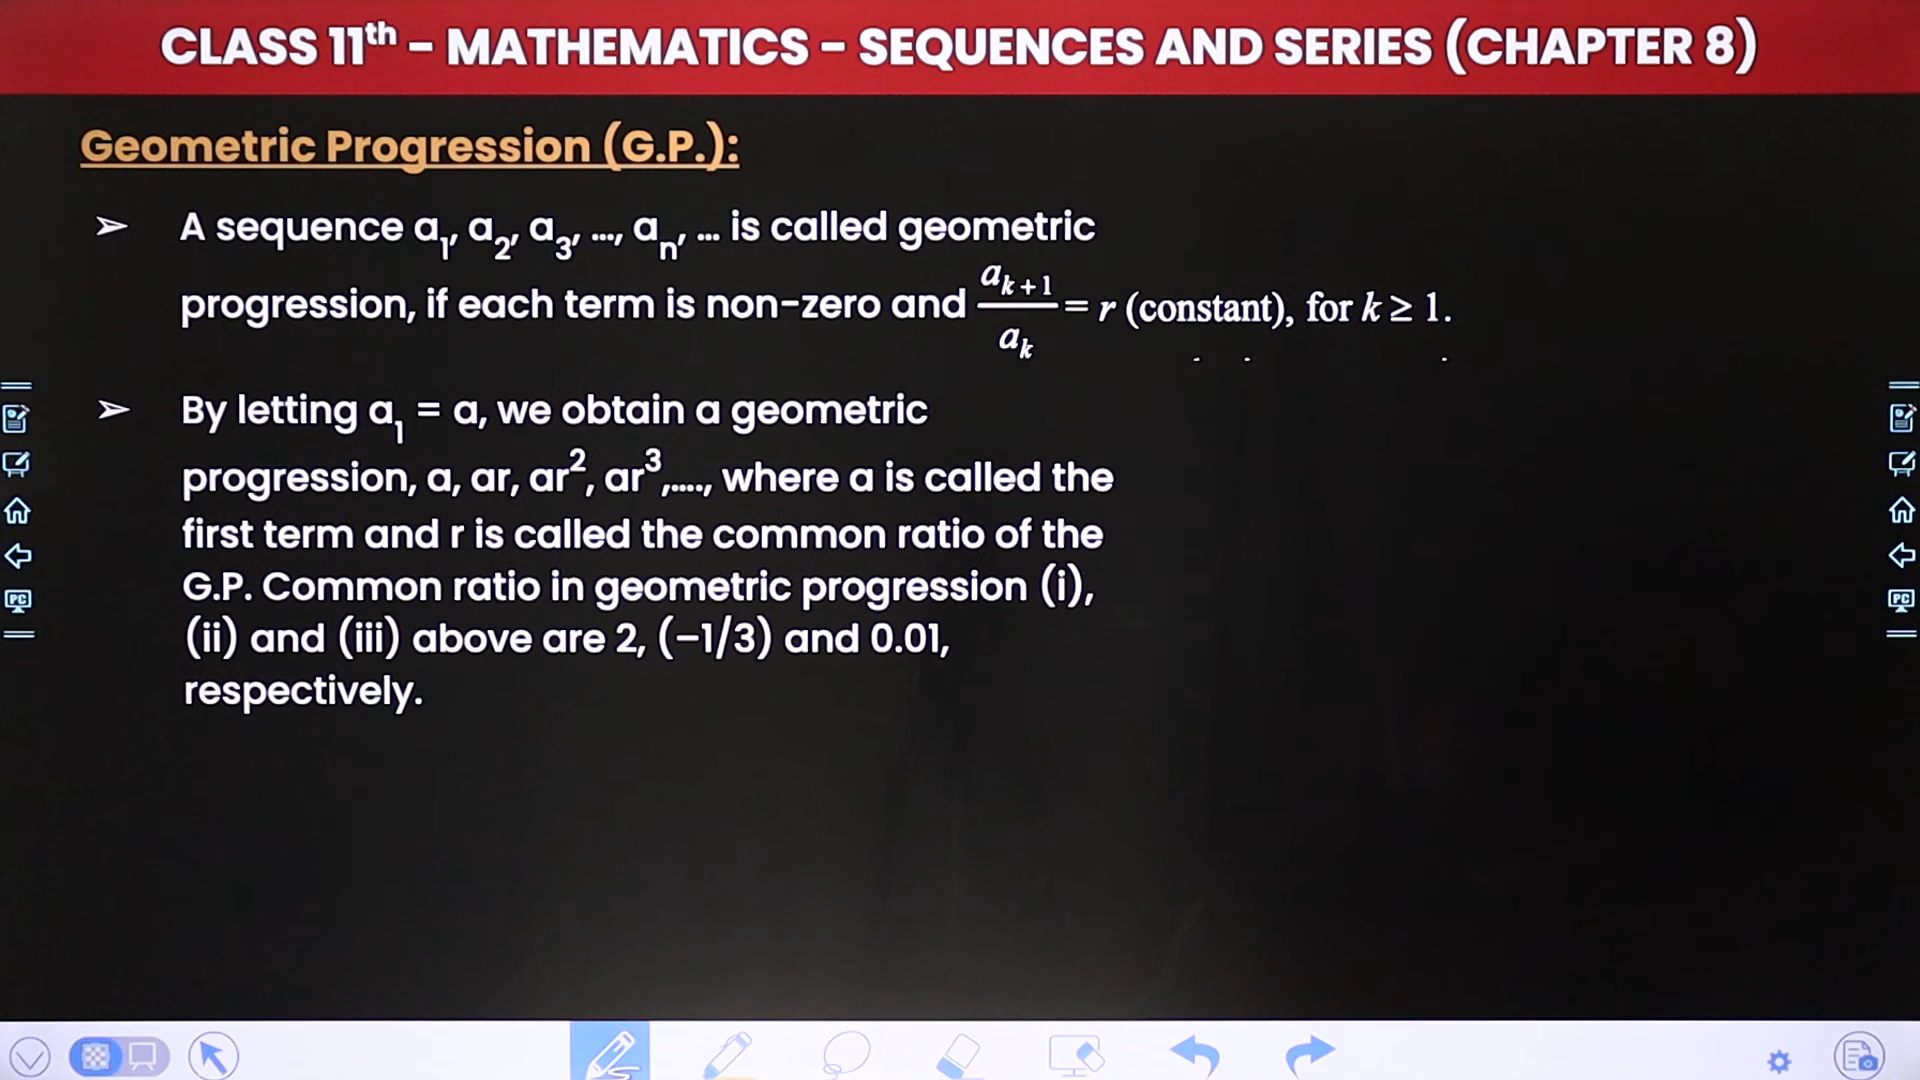 CLASS 11th – MATHEMATICS – SEQUENCES AND SERIES (CHAPTER 8)
Geometric Progression (G.P.):
➢ A sequence a₁, a₂, a₃, ..., aₙ, ... is called geometric
progression, if each term is non-zero and aₖ₊₁/aₖ = r (constant), for k ≥ 1.
➢ By letting a₁ = a, we obtain a geometric
progression, a, ar, ar², ar³,...., where a is called the
first term and r is called the common ratio of the
G.P. Common ratio in geometric progression (i),
(ii) and (iii) above are 2, (–1/3) and 0.01,
respectively.
PC
PC